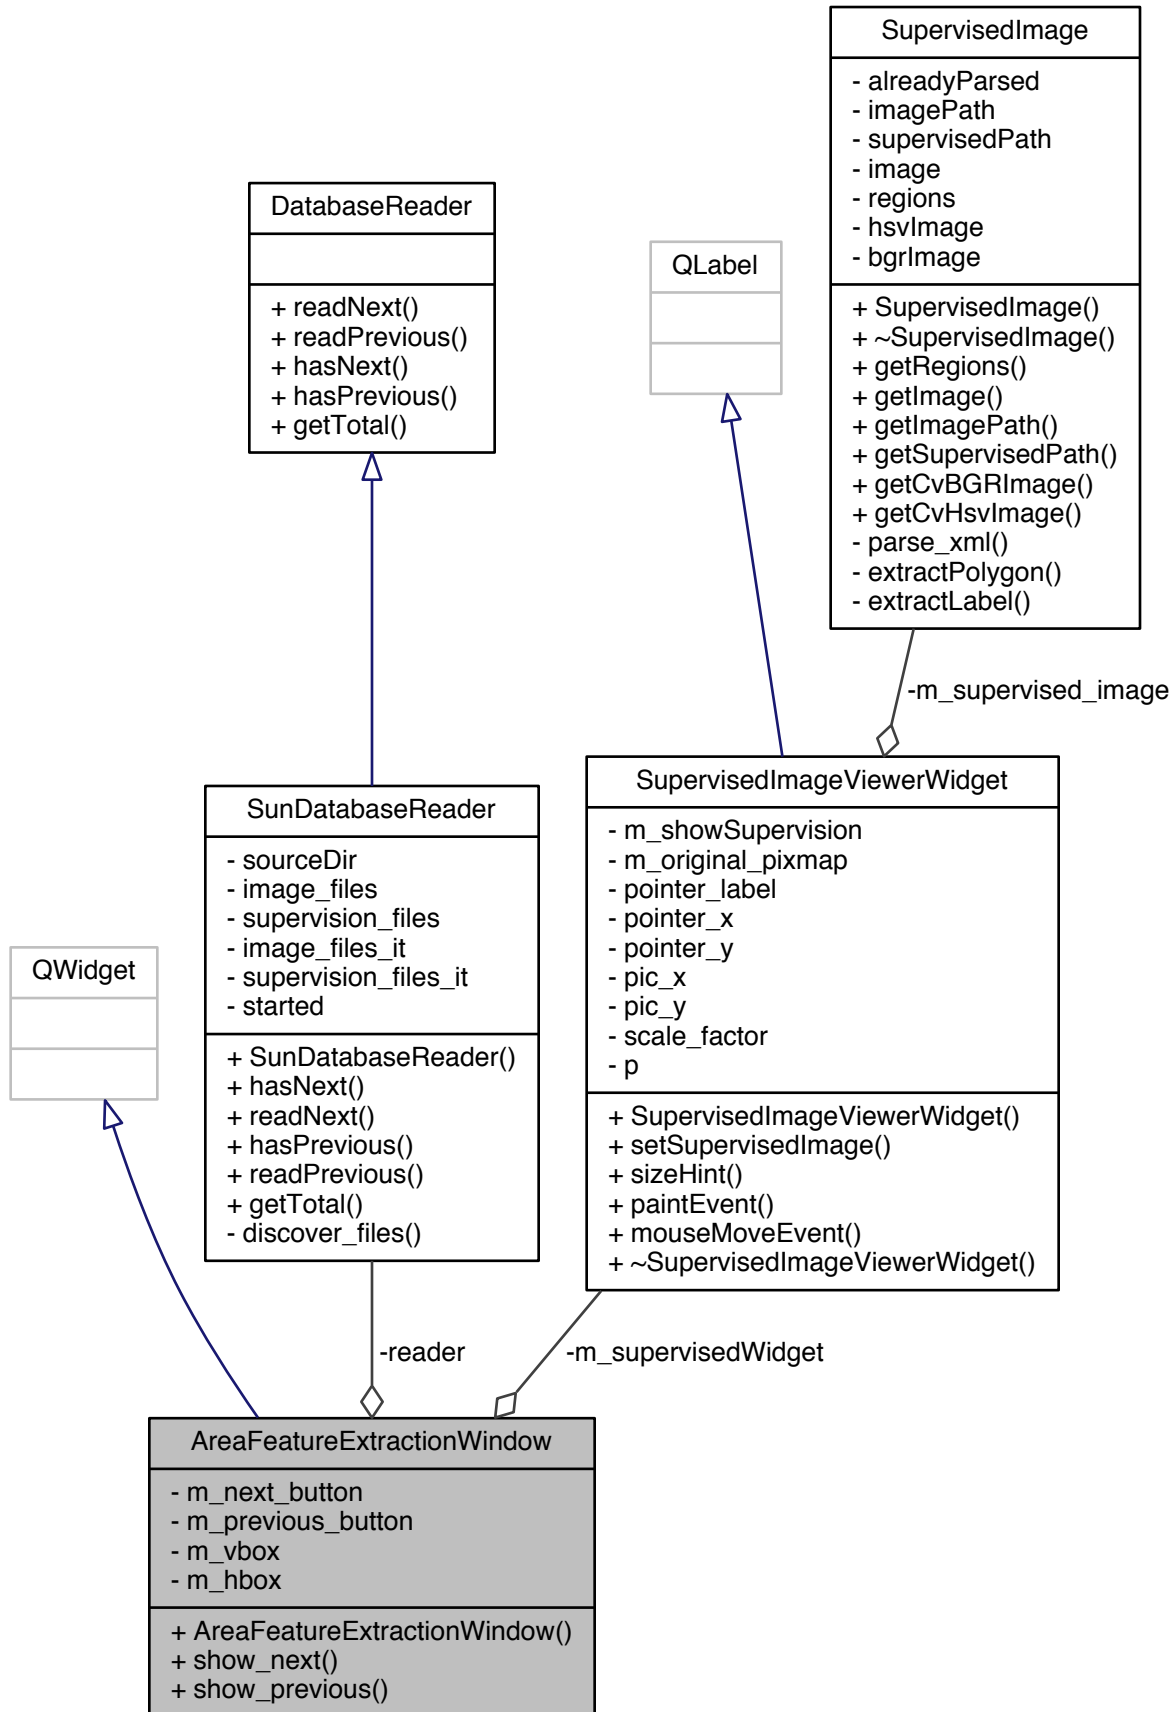 SupervisedImage
- alreadyParsed
- imagePath
- supervisedPath
- image
- regions
- hsvImage
- bgrImage
+ SupervisedImage()
+ ~SupervisedImage()
+ getRegions()
+ getImage()
+ getImagePath()
+ getSupervisedPath()
+ getCvBGRImage()
+ getCvHsvImage()
- parse_xml()
- extractPolygon()
- extractLabel()
DatabaseReader
+ readNext()
+ readPrevious()
+ hasNext()
+ hasPrevious()
+ getTotal()
QLabel
-m_supervised_image
SunDatabaseReader
- sourceDir
- image_files
- supervision_files
- image_files_it
- supervision_files_it
- started
+ SunDatabaseReader()
+ hasNext()
+ readNext()
+ hasPrevious()
+ readPrevious()
+ getTotal()
- discover_files()
SupervisedImageViewerWidget
- m_showSupervision
- m_original_pixmap
- pointer_label
- pointer_x
- pointer_y
- pic_x
- pic_y
- scale_factor
- p
+ SupervisedImageViewerWidget()
+ setSupervisedImage()
+ sizeHint()
+ paintEvent()
+ mouseMoveEvent()
+ ~SupervisedImageViewerWidget()
QWidget
-reader
-m_supervisedWidget
AreaFeatureExtractionWindow
- m_next_button
- m_previous_button
- m_vbox
- m_hbox
+ AreaFeatureExtractionWindow()
+ show_next()
+ show_previous()